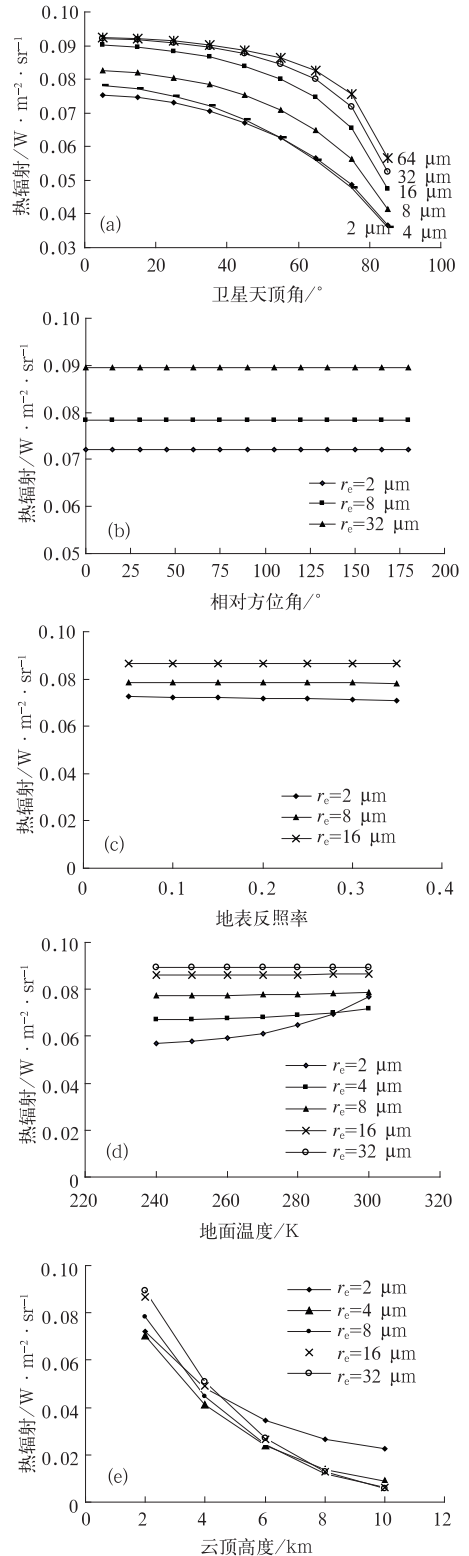 热辐射/W · m⁻² · sr⁻¹
0.10
0.09
0.08
0.07
0.06
0.05
0.04
0.03
64 μm
32 μm
16 μm
8 μm
2 μm 4 μm
(a)
0 20 40 60 80 100
卫星天顶角/°
热辐射/W · m⁻² · sr⁻¹
0.10
0.09
0.08
0.07
0.06
0.05
rₑ=2 μm
rₑ=8 μm
rₑ=32 μm
(b)
0 25 50 75 100 125 150 175 200
相对方位角/°
热辐射/W · m⁻² · sr⁻¹
0.10
0.08
0.06
0.04
0.02
0
rₑ=2 μm
rₑ=8 μm
rₑ=16 μm
(c)
0 0.1 0.2 0.3 0.4
地表反照率
热辐射/W · m⁻² · sr⁻¹
0.10
0.08
0.06
0.04
0.02
0
rₑ=2 μm
rₑ=4 μm
rₑ=8 μm
rₑ=16 μm
rₑ=32 μm
(d)
220 240 260 280 300 320
地面温度/K
热辐射/W · m⁻² · sr⁻¹
0.10
0.08
0.06
0.04
0.02
0
rₑ=2 μm
rₑ=4 μm
rₑ=8 μm
rₑ=16 μm
rₑ=32 μm
(e)
0 2 4 6 8 10 12
云顶高度/km